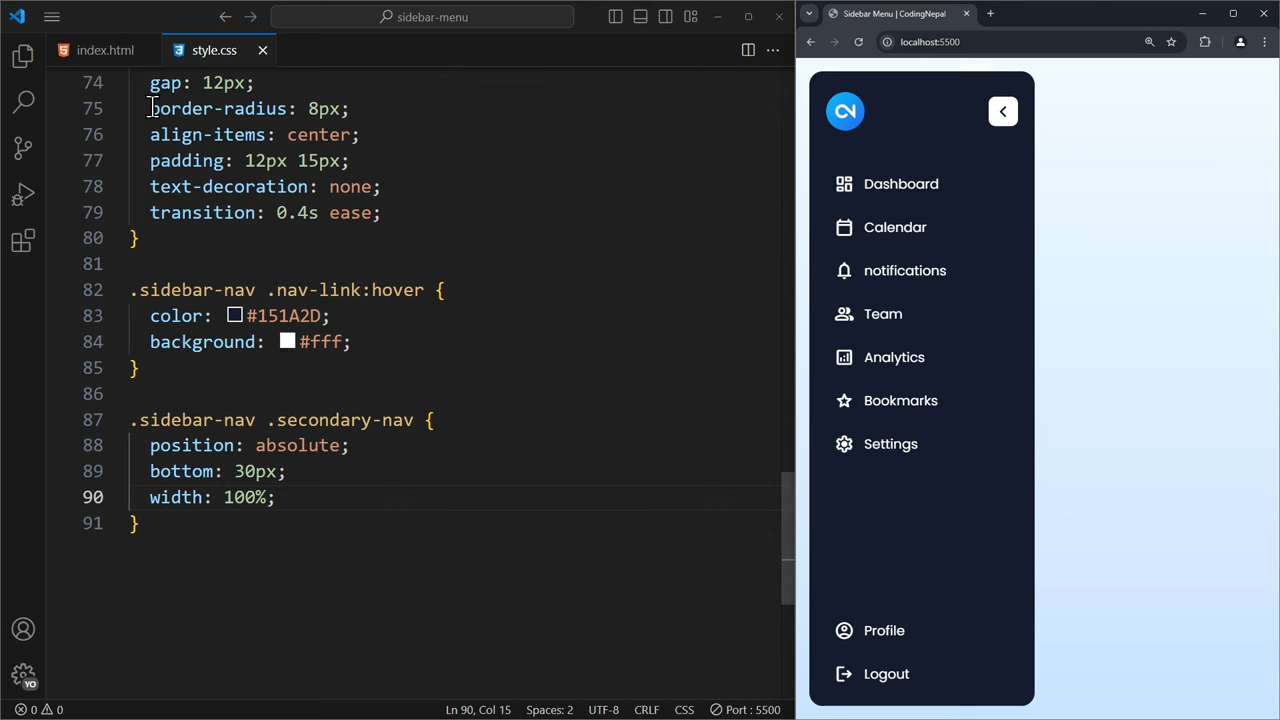 sidebar-menu
index.html
style.css
74 gap: 12px;
75 border-radius: 8px;
76 align-items: center;
77 padding: 12px 15px;
78 text-decoration: none;
79 transition: 0.4s ease;
80 }
81
82 .sidebar-nav .nav-link:hover {
83 color: #151A2D;
84 background: #fff;
85 }
86
87 .sidebar-nav .secondary-nav {
88 position: absolute;
89 bottom: 30px;
90 width: 100%;
91 }
YO
0 0
Ln 90, Col 15 Spaces: 2 UTF-8 CRLF CSS Port : 5500
Sidebar Menu | CodingNepal
localhost:5500
Dashboard
Calendar
notifications
Team
Analytics
Bookmarks
Settings
Profile
Logout